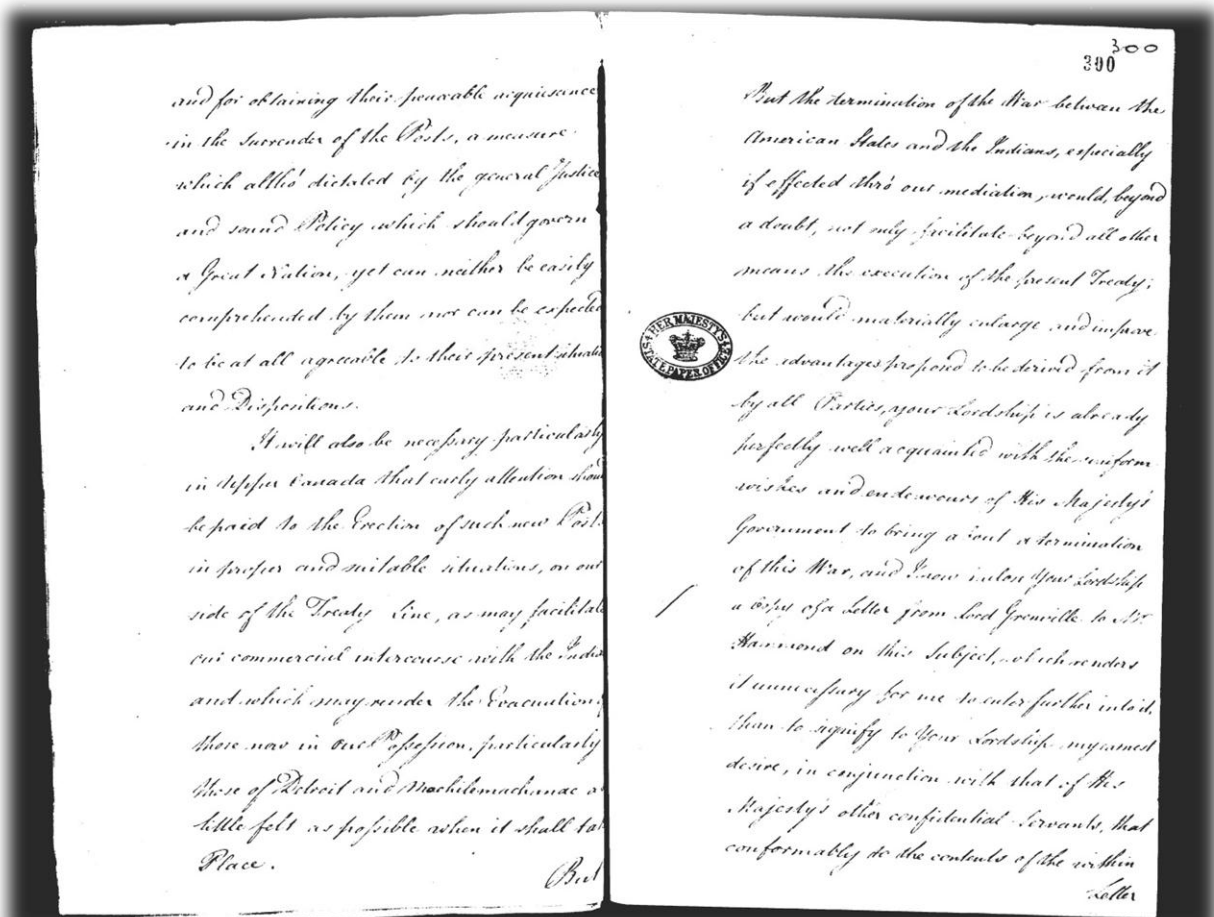 and for obtaining their peaceable acquiescence
in the Surrender of the Posts, a measure
which altho' dictated by the general Justice
and sound Policy which should govern
a Great Nation, yet can neither be easily
comprehended by them nor can be expected
to be at all agreeable to their present situatio
and Dispositions.
It will also be necessary particularly
in Upper Canada that early attention shou
be paid to the Erection of such new Posts
in proper and suitable situations, on our
side of the Treaty Line, as may facilitate
our commercial intercourse with the India
and which may render the Evacuation
those now in our Possession, particularly
those of Detroit and Machilemachanac a
little felt as possible when it shall ta
Place.
But
300
300
But the termination of the War between the
American States and the Indians, especially
if effected thro' our mediation, would, beyond
a doubt, not only facilitate beyond all other
means the execution of the present Treaty;
but would materially enlarge and improve
the advantages proposed to be derived from it
by all Parties, your Lordship is already
perfectly well acquainted with the uniform
wishes and endeavours of His Majesty's
Government to bring about a termination
of this War, and I now inclose Your Lordship
a Copy of a Letter from Lord Grenville to Mr.
Hammond on this Subject, which renders
it unnecessary for me to enter further into it,
than to signify to Your Lordship my earnest
desire, in conjunction with that of His
Majesty's other confidential Servants, that
conformably to the contents of the within
Letter
HER MAJESTY'S
STATE PAPER OFFICE